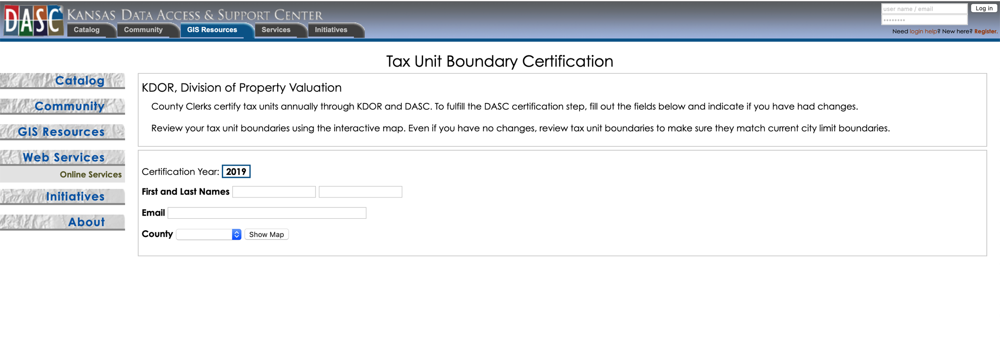 DASC KANSAS DATA ACCESS & SUPPORT CENTER
Catalog Community GIS Resources Services Initiatives
user name / email Log in
••••••••
Need login help? New here? Register.
Tax Unit Boundary Certification
Catalog
Community
GIS Resources
Web Services
Online Services
Initiatives
About
KDOR, Division of Property Valuation
County Clerks certify tax units annually through KDOR and DASC. To fulfill the DASC certification step, fill out the fields below and indicate if you have had changes.
Review your tax unit boundaries using the interactive map. Even if you have no changes, review tax unit boundaries to make sure they match current city limit boundaries.
Certification Year: 2019
First and Last Names
Email
County Show Map